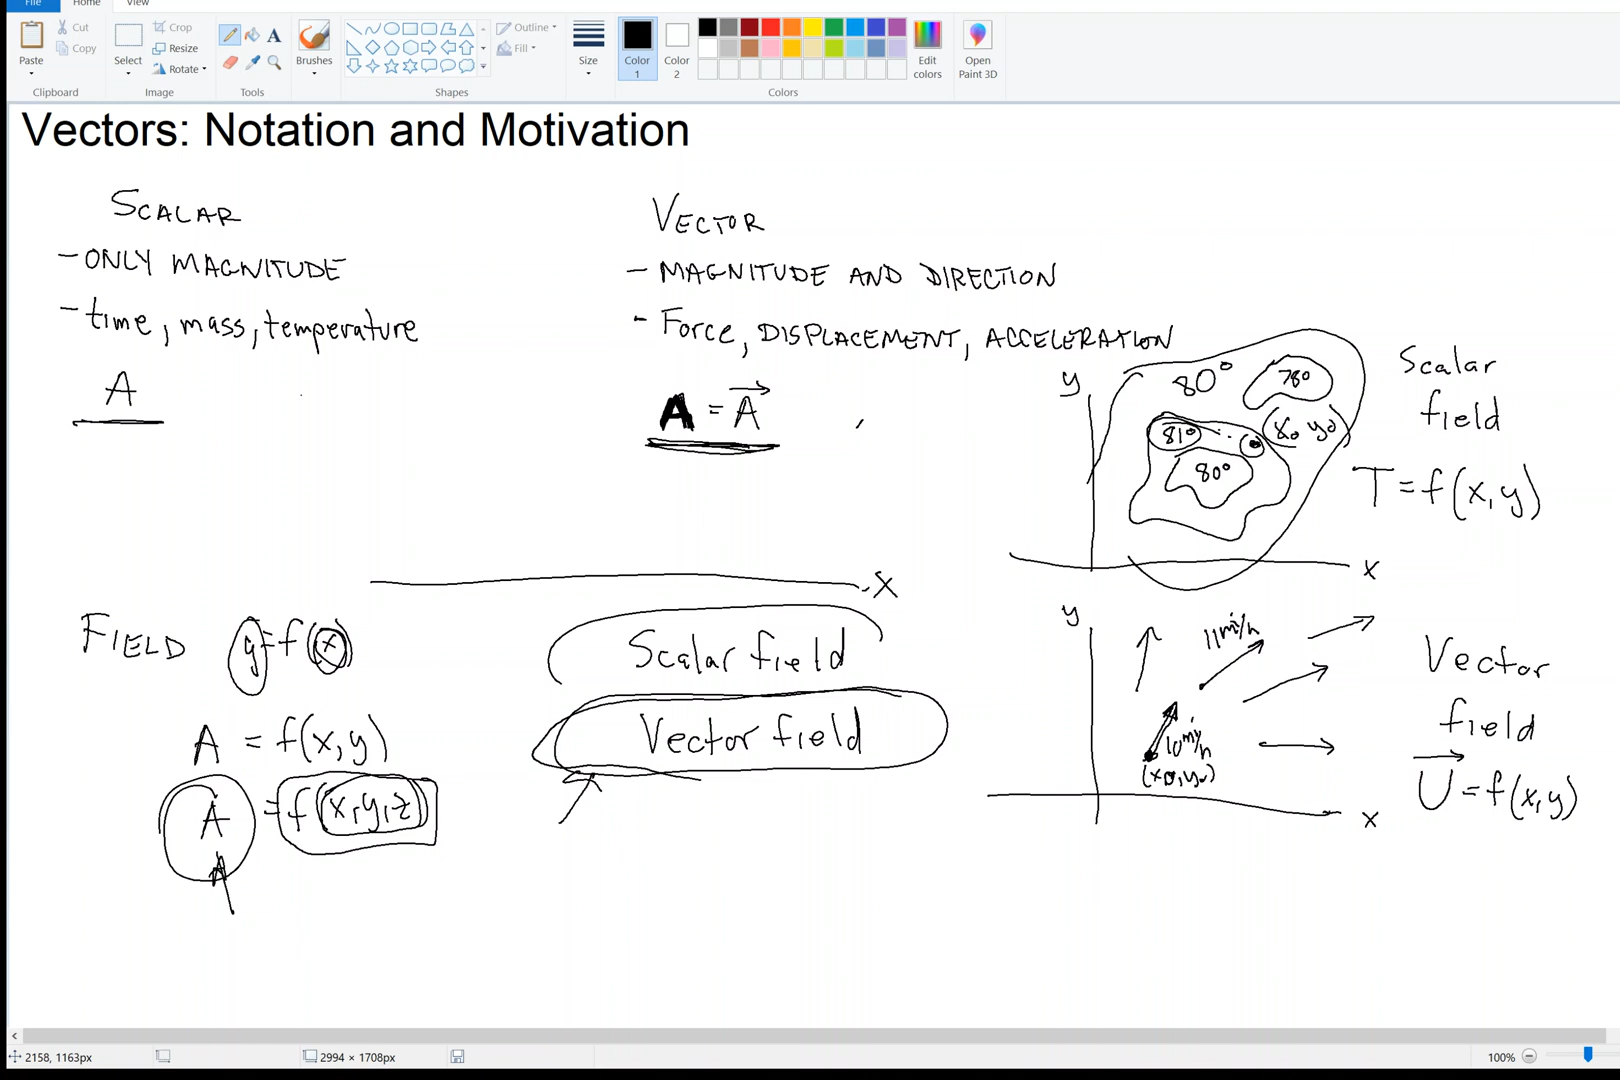 File
Home
View
Paste
Cut
Copy
Clipboard
Select
Crop
Resize
Rotate
Image
Tools
Brushes
Shapes
Outline
Fill
Size
Color 1
Color 2
Colors
Edit colors
Open Paint 3D
Vectors: Notation and Motivation
SCALAR
- ONLY MAGNITUDE
- time, mass, temperature
A
VECTOR
- MAGNITUDE AND DIRECTION
- Force, DISPLACEMENT, ACCELERATION
A = A
x
FIELD y=f(x)
A = f(x,y)
A = f(x,y,z)
A
Scalar field
Vector field
y
80°
78°
81°
(x₀ y₀)
80°
x
Scalar
field
T=f(x,y)
y
11 mi/h
10 mi/h
(x₀,y₀)
x
Vector
field
U=f(x,y)
2158, 1163px
2994 × 1708px
100%